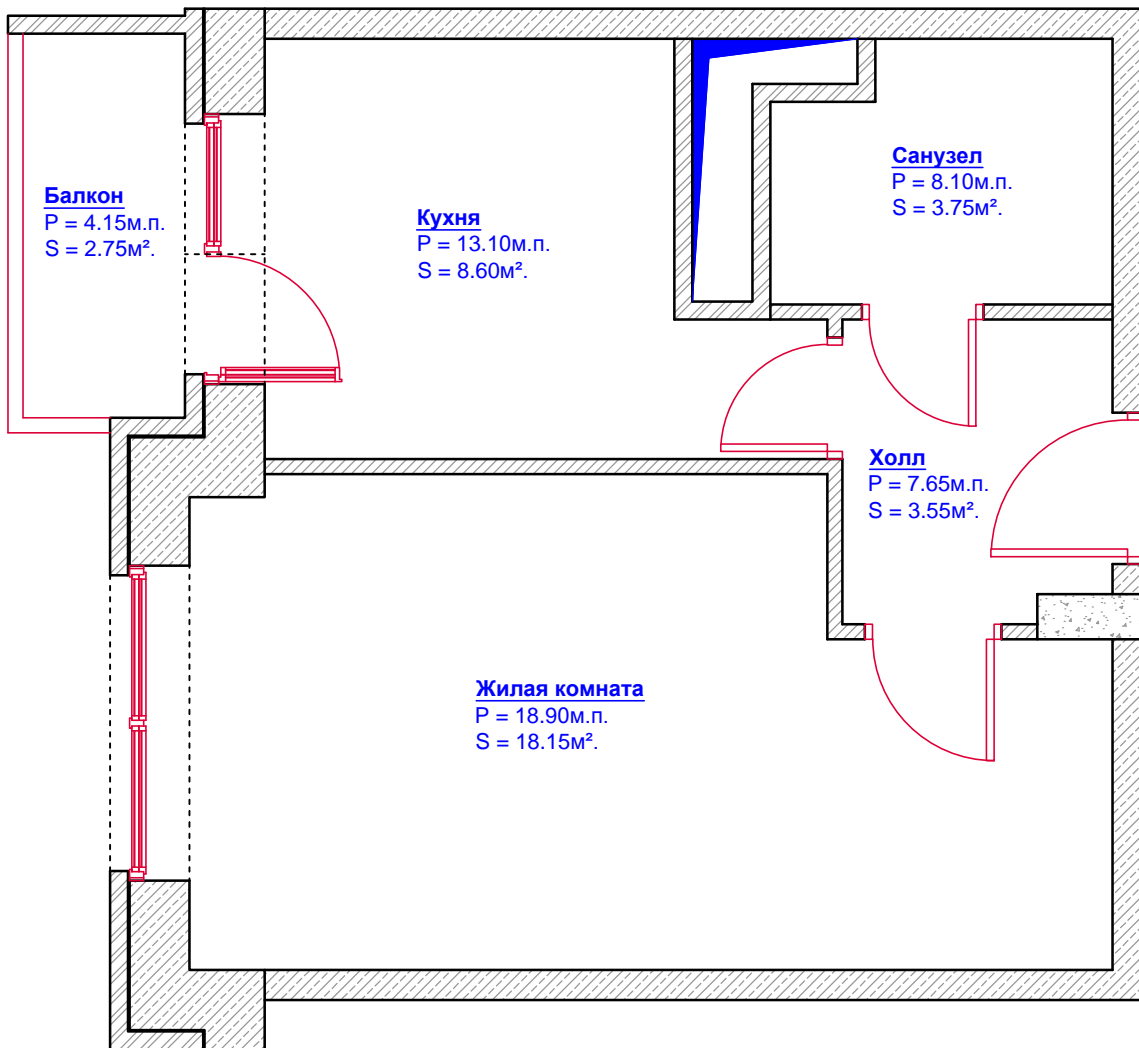 Балкон
P = 4.15м.п.
S = 2.75м².
Кухня
P = 13.10м.п.
S = 8.60м².
Санузел
P = 8.10м.п.
S = 3.75м².
Холл
P = 7.65м.п.
S = 3.55м².
Жилая комната
P = 18.90м.п.
S = 18.15м².